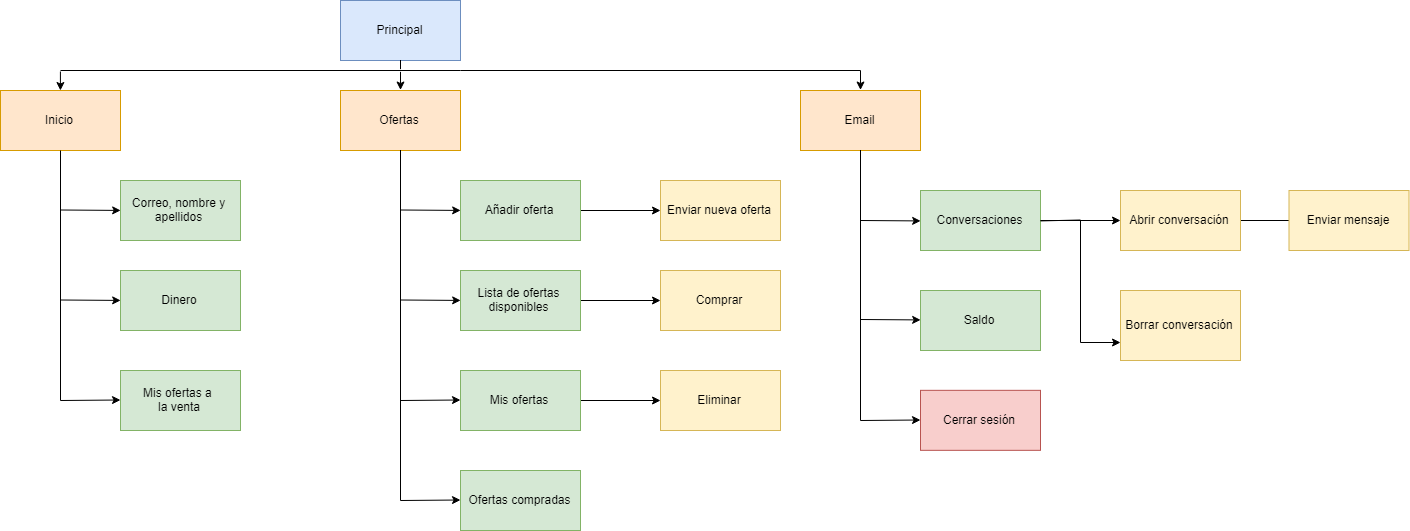 Principal
Inicio
Ofertas
Email
Correo, nombre y
apellidos
Dinero
Mis ofertas a
la venta
Añadir oferta
Enviar nueva oferta
Lista de ofertas
disponibles
Comprar
Mis ofertas
Eliminar
Ofertas compradas
Conversaciones
Abrir conversación
Enviar mensaje
Borrar conversación
Saldo
Cerrar sesión